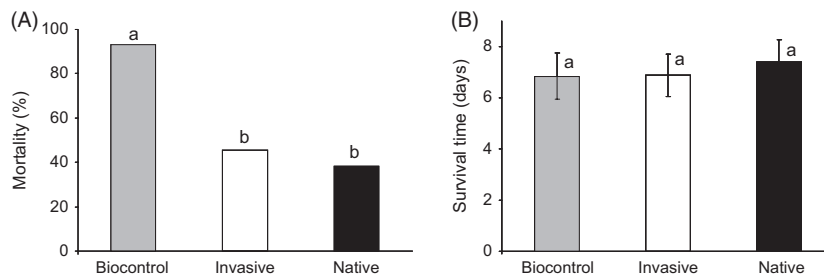 (A)
Mortality (%)
100
80
60
40
20
0
a
b
b
Biocontrol Invasive Native
(B)
Survival time (days)
8
6
4
2
0
a
a
a
Biocontrol Invasive Native